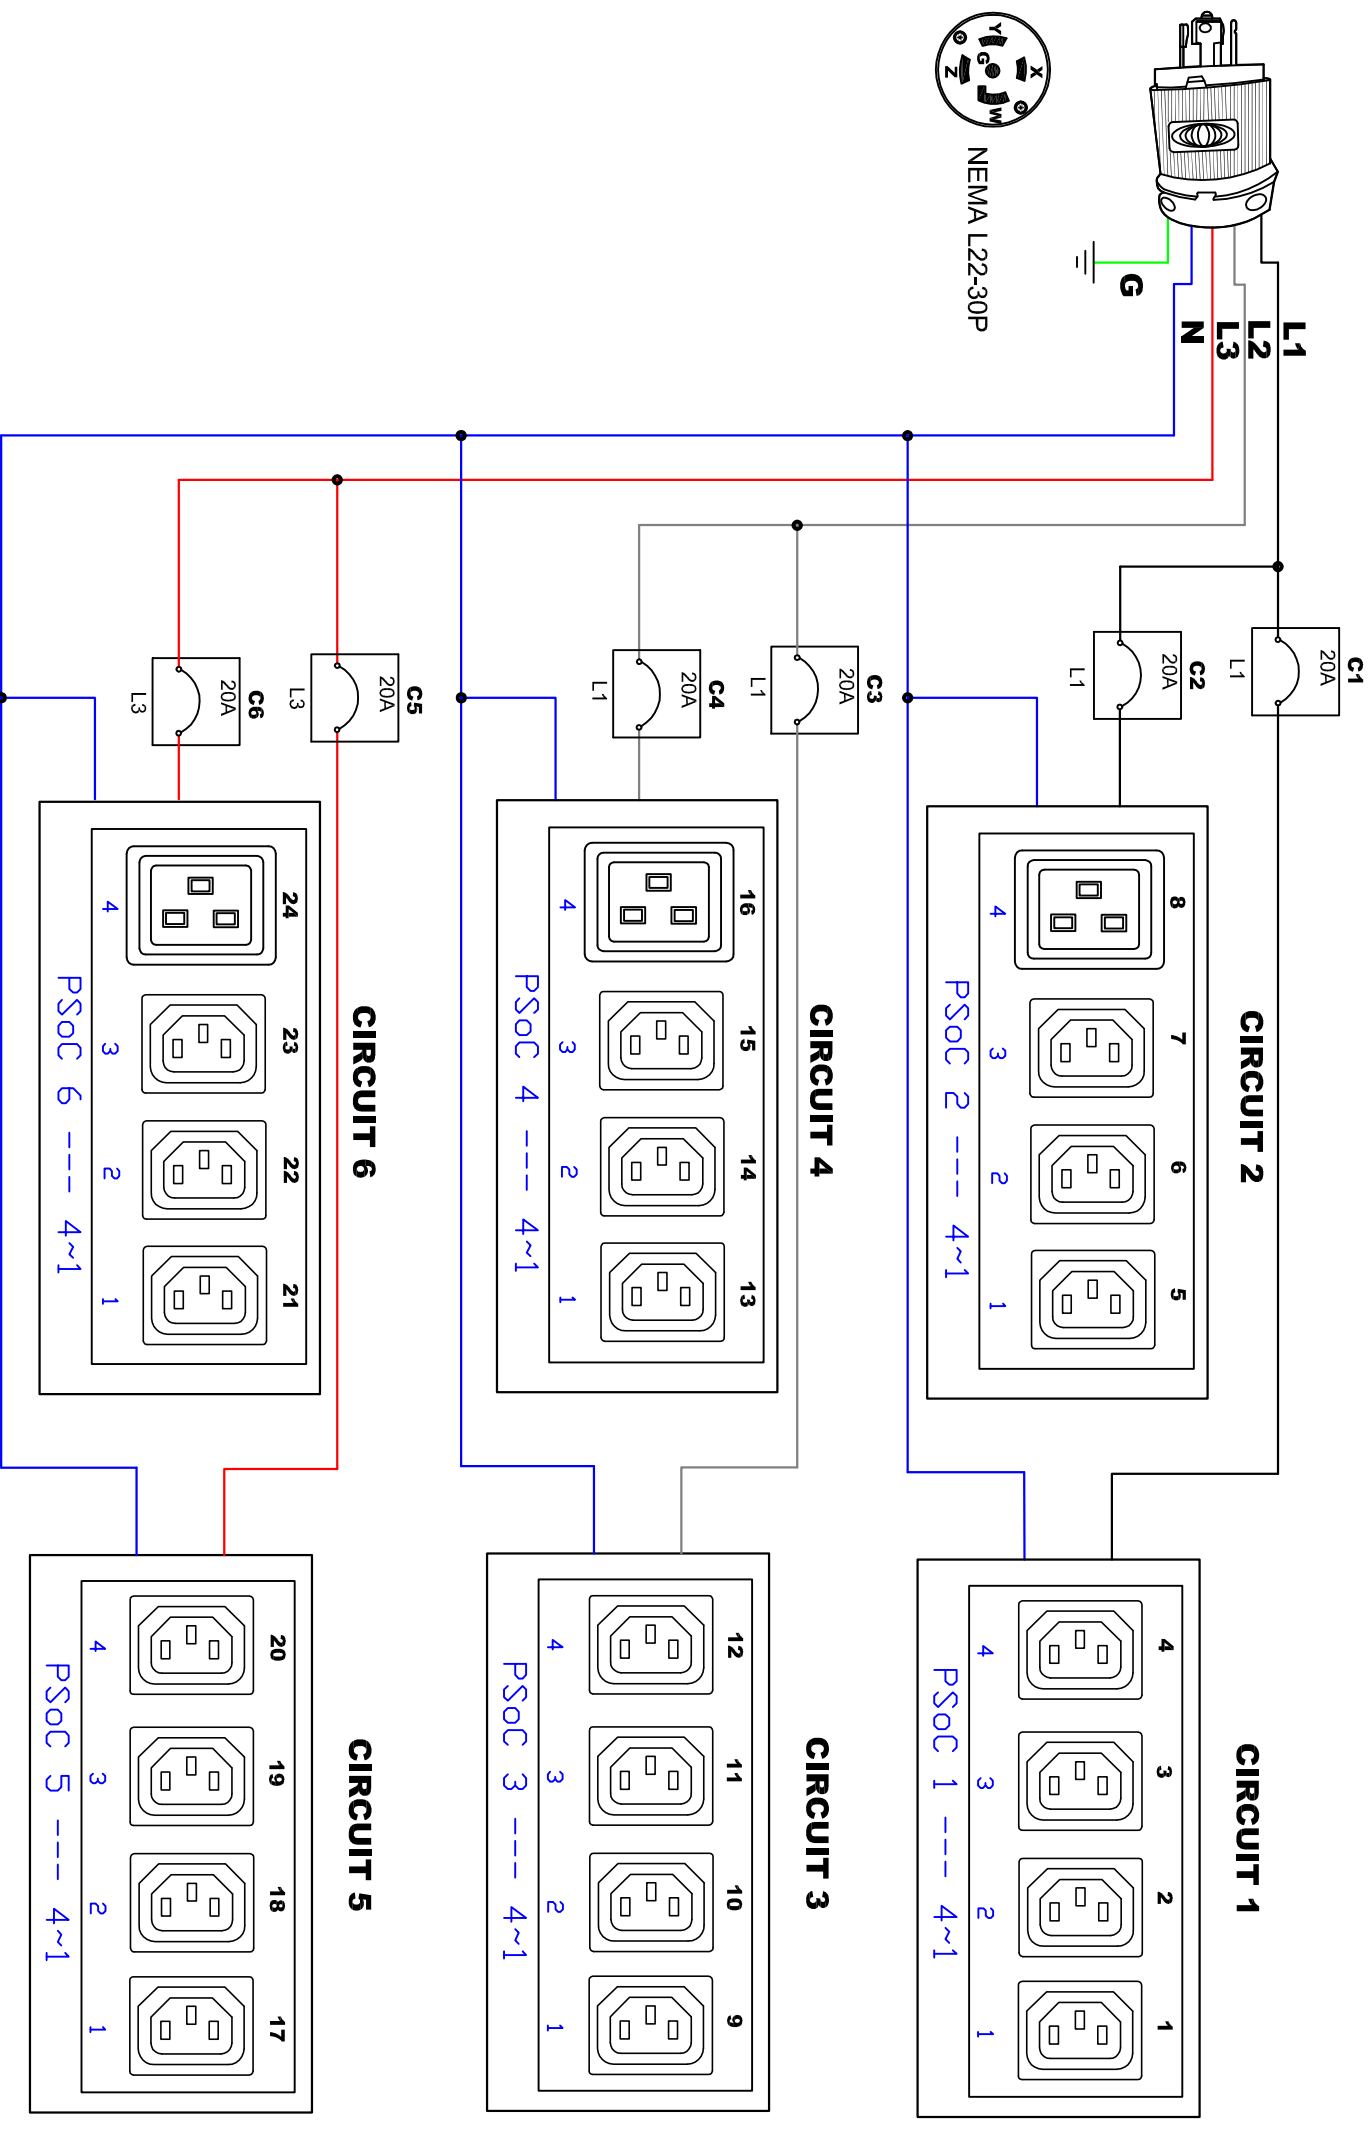 Y
X
G
Z
W
NEMA L22-30P
G
N
L3
L2
L1
C1
20A
L1
C2
20A
L1
C3
20A
L1
C4
20A
L1
C5
20A
L3
C6
20A
L3
CIRCUIT 2
8
7
6
5
4
3
2
1
PSoC 2 --- 4~1
CIRCUIT 4
16
15
14
13
4
3
2
1
PSoC 4 --- 4~1
CIRCUIT 6
24
23
22
21
4
3
2
1
PSoC 6 --- 4~1
CIRCUIT 1
4
3
2
1
4
3
2
1
PSoC 1 --- 4~1
CIRCUIT 3
12
11
10
9
4
3
2
1
PSoC 3 --- 4~1
CIRCUIT 5
20
19
18
17
4
3
2
1
PSoC 5 --- 4~1